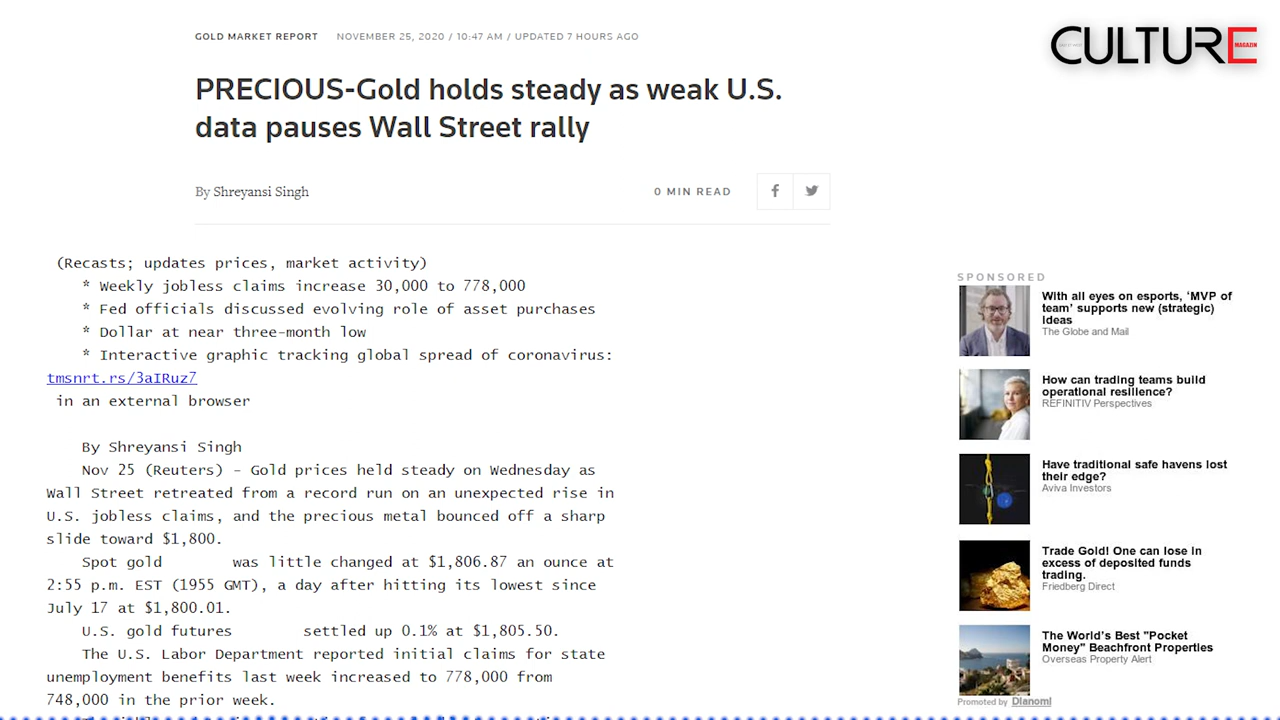 GOLD MARKET REPORT NOVEMBER 25, 2020 / 10:47 AM / UPDATED 7 HOURS AGO
CULTURE
MAGAZIN
PRECIOUS-Gold holds steady as weak U.S.
data pauses Wall Street rally
By Shreyansi Singh
0 MIN READ
(Recasts; updates prices, market activity)
* Weekly jobless claims increase 30,000 to 778,000
* Fed officials discussed evolving role of asset purchases
* Dollar at near three-month low
* Interactive graphic tracking global spread of coronavirus:
tmsnrt.rs/3aIRuz7
in an external browser
By Shreyansi Singh
Nov 25 (Reuters) - Gold prices held steady on Wednesday as
Wall Street retreated from a record run on an unexpected rise in
U.S. jobless claims, and the precious metal bounced off a sharp
slide toward $1,800.
Spot gold was little changed at $1,806.87 an ounce at
2:55 p.m. EST (1955 GMT), a day after hitting its lowest since
July 17 at $1,800.01.
U.S. gold futures settled up 0.1% at $1,805.50.
The U.S. Labor Department reported initial claims for state
unemployment benefits last week increased to 778,000 from
748,000 in the prior week.
SPONSORED
With all eyes on esports, ‘MVP of
team’ supports new (strategic)
ideas
The Globe and Mail
How can trading teams build
operational resilience?
REFINITIV Perspectives
Have traditional safe havens lost
their edge?
Aviva Investors
Trade Gold! One can lose in
excess of deposited funds
trading.
Friedberg Direct
The World's Best "Pocket
Money" Beachfront Properties
Overseas Property Alert
Promoted by Dianomi